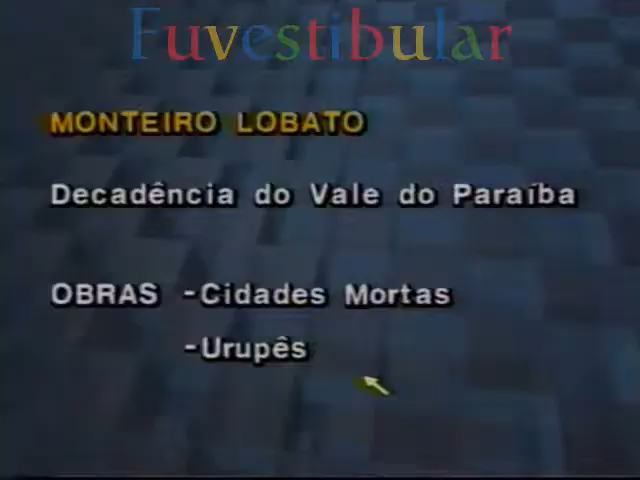 Fuvestibular
MONTEIRO LOBATO
Decadência do Vale do Paraíba
OBRAS -Cidades Mortas
-Urupês